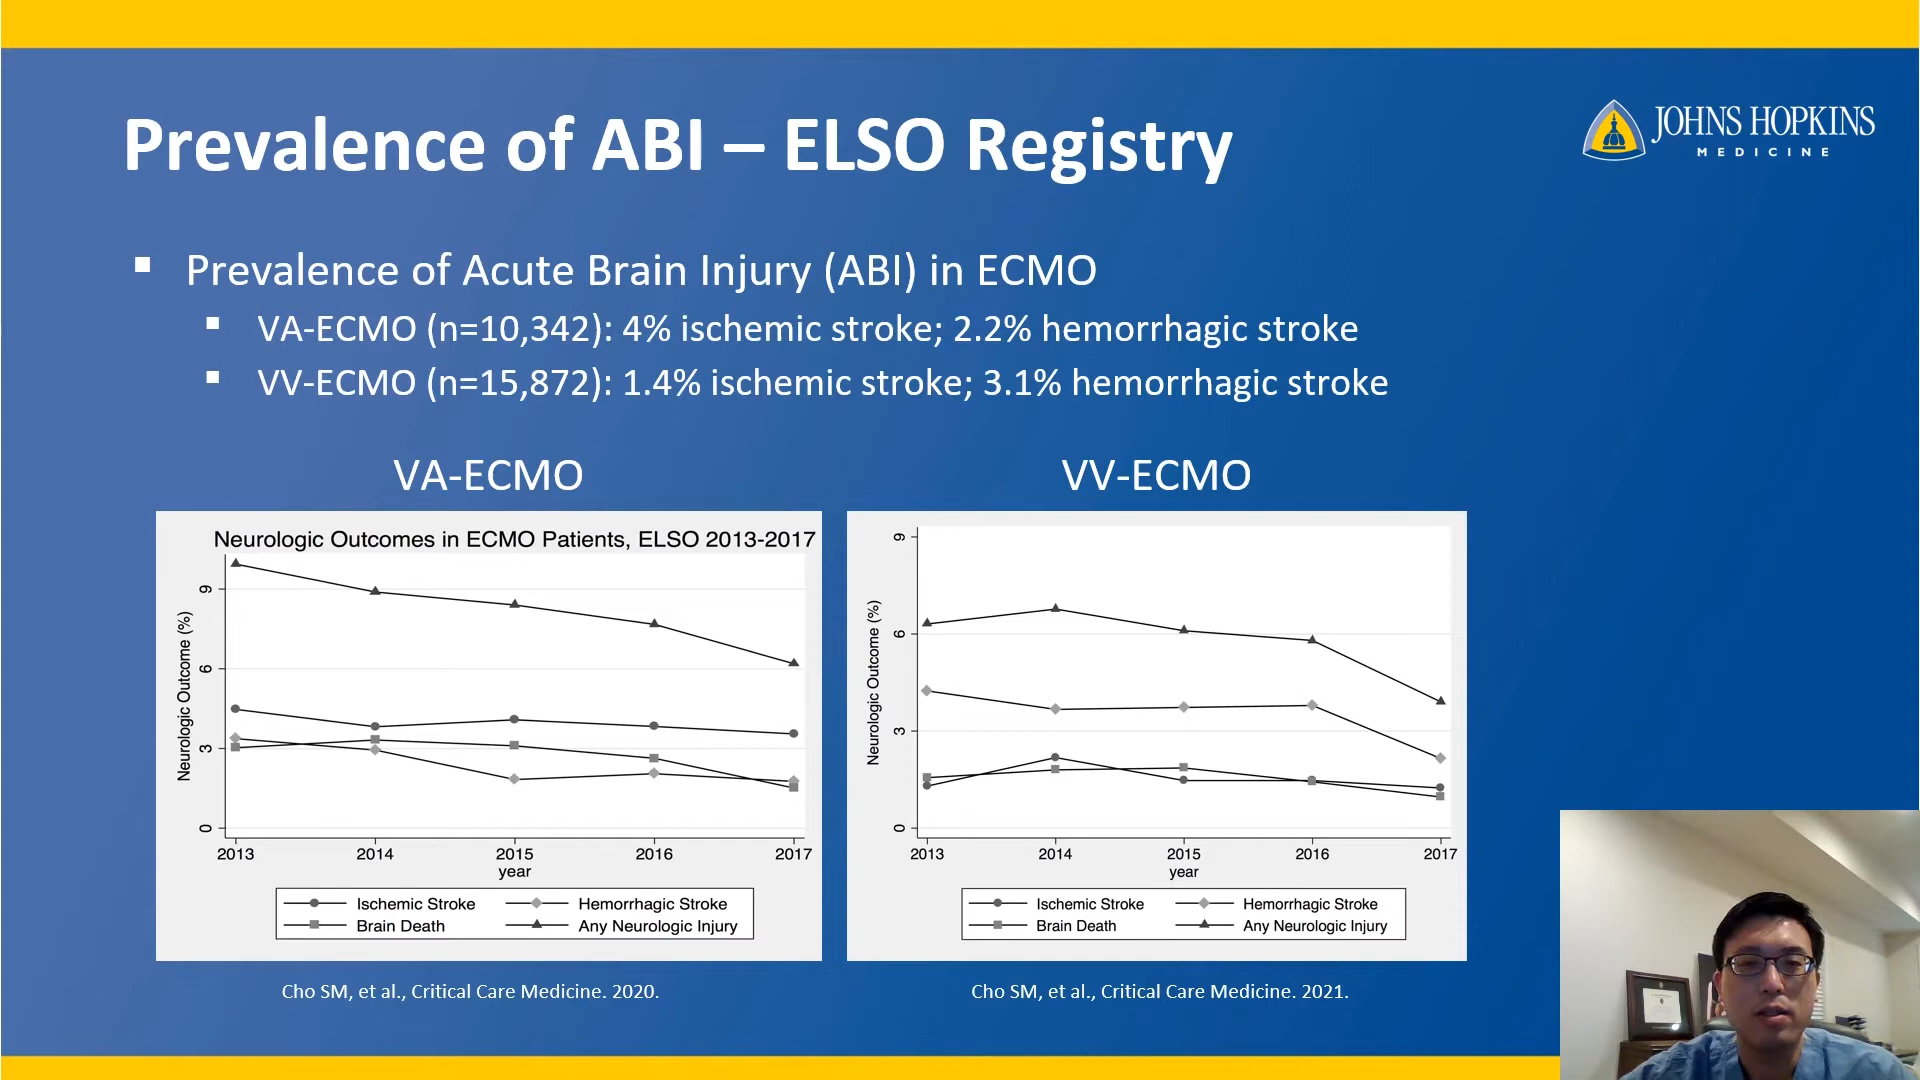 Prevalence of ABI – ELSO Registry
JOHNS HOPKINS
MEDICINE
▪ Prevalence of Acute Brain Injury (ABI) in ECMO
▪ VA-ECMO (n=10,342): 4% ischemic stroke; 2.2% hemorrhagic stroke
▪ VV-ECMO (n=15,872): 1.4% ischemic stroke; 3.1% hemorrhagic stroke
VA-ECMO
Neurologic Outcomes in ECMO Patients, ELSO 2013-2017
Neurologic Outcome (%)
9
6
3
0
2013 2014 2015 2016 2017
year
Ischemic Stroke Hemorrhagic Stroke
Brain Death Any Neurologic Injury
Cho SM, et al., Critical Care Medicine. 2020.
VV-ECMO
Neurologic Outcome (%)
9
6
3
0
2013 2014 2015 2016 2017
year
Ischemic Stroke Hemorrhagic Stroke
Brain Death Any Neurologic Injury
Cho SM, et al., Critical Care Medicine. 2021.